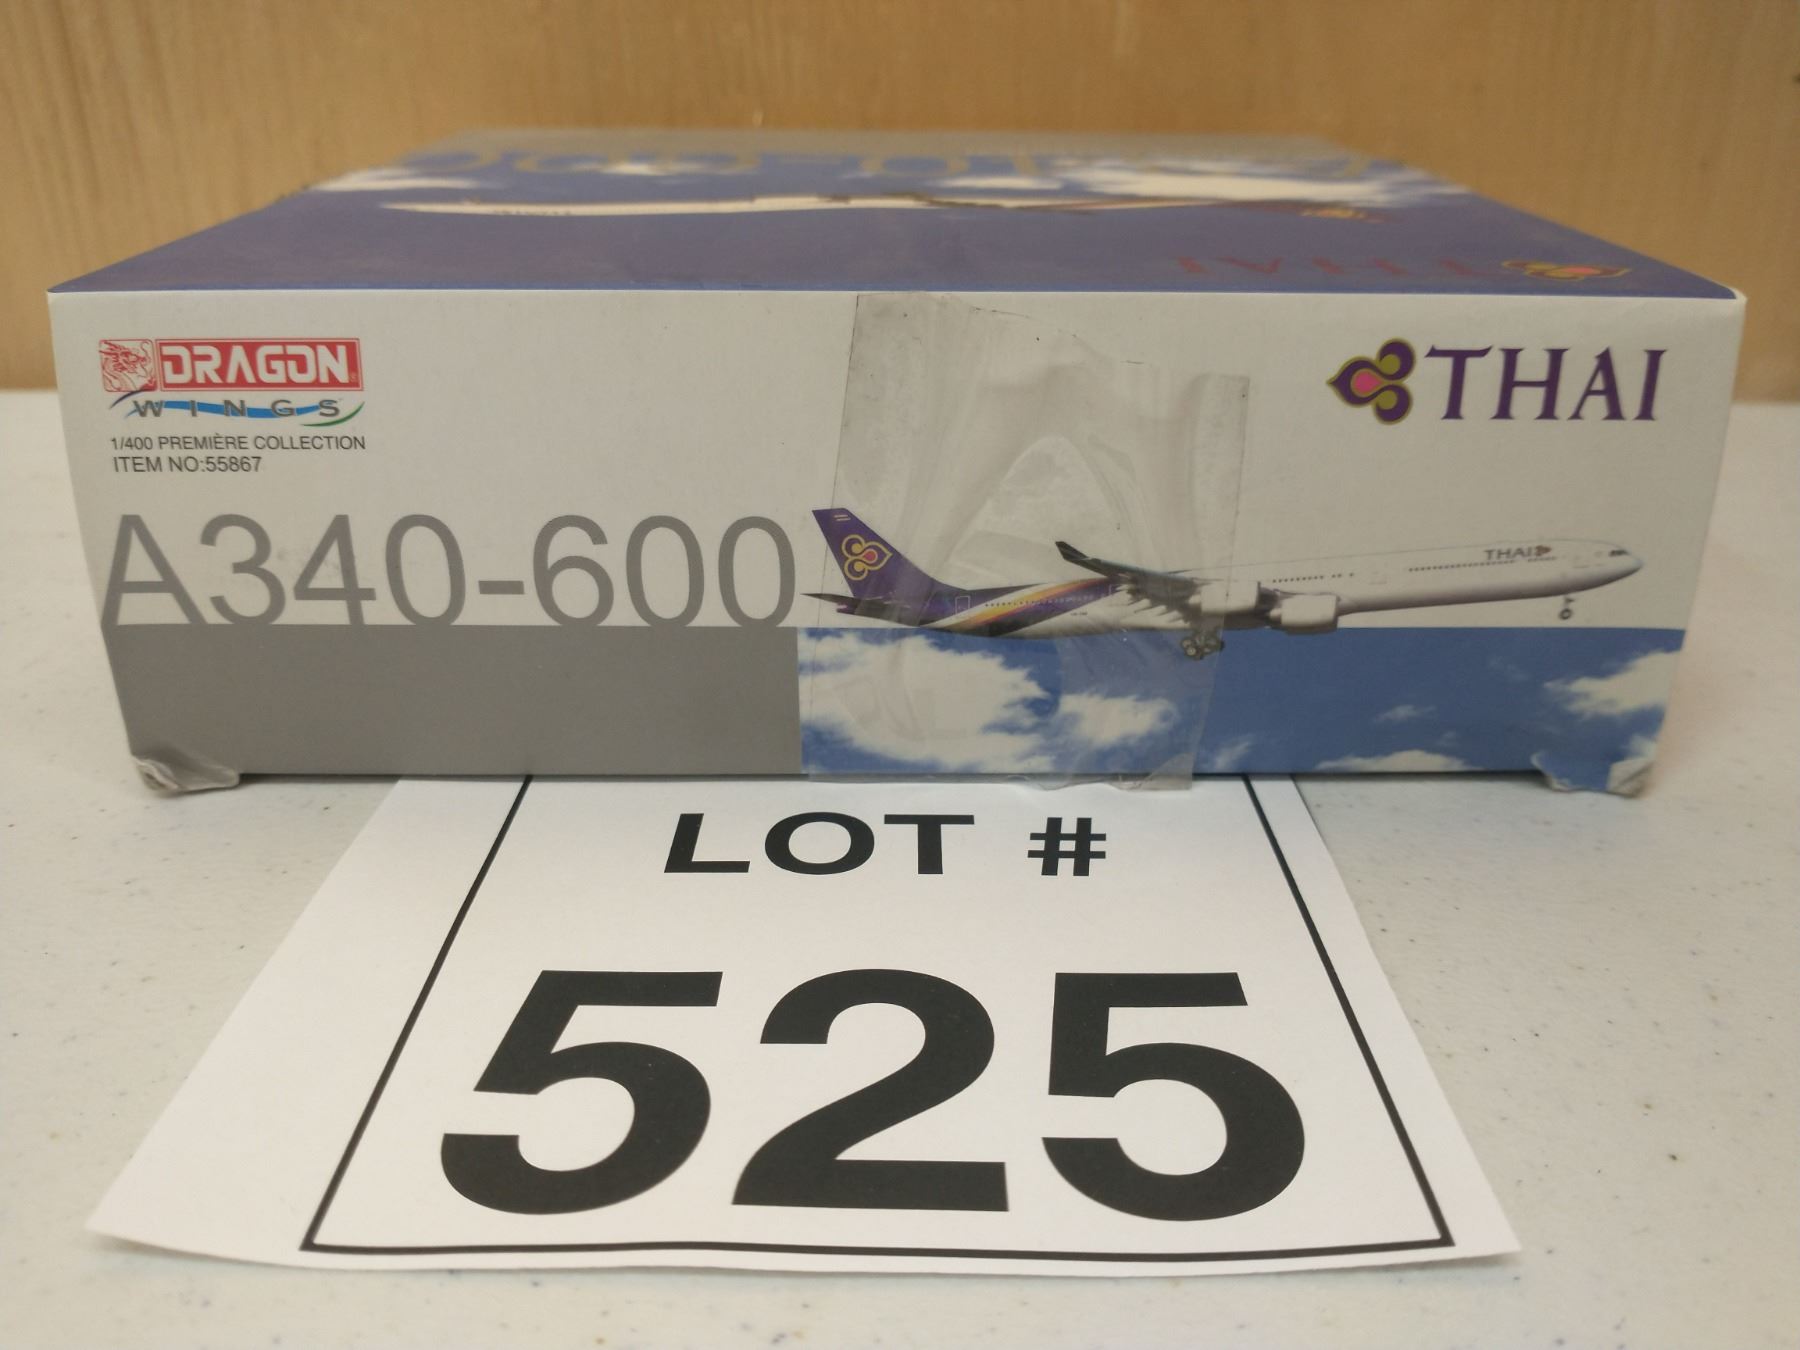 DRAGON
WINGS
1/400 PREMIÈRE COLLECTION
ITEM NO:55867
THAI
A340-600
THAI
LOT #
525